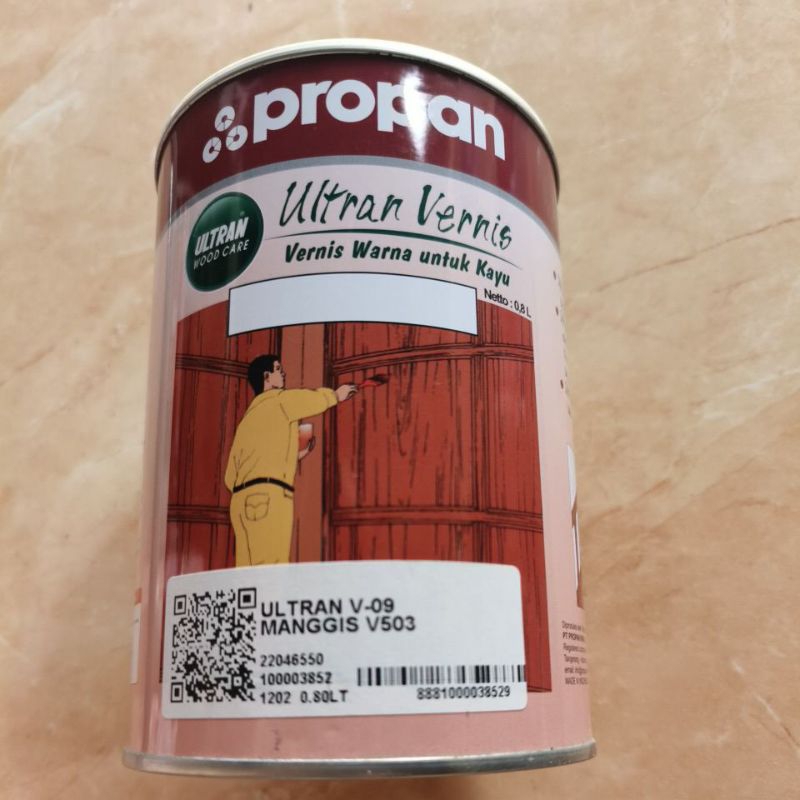 propan
ULTRAN
WOOD CARE
Ultran Vernis
Vernis Warna untuk Kayu
Netto : 0,8 L
ULTRAN V-09
MANGGIS V503
22046550
100003852
1202 0.80LT
8881000038529